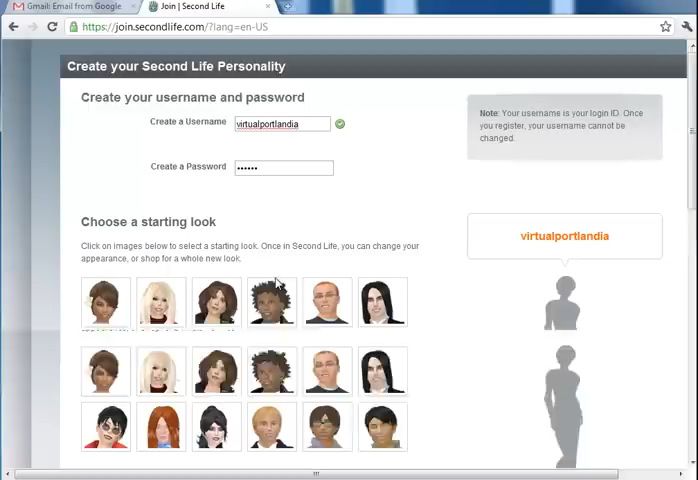 Gmail: Email from Google
Join | Second Life
https://join.secondlife.com/?lang=en-US
Create your Second Life Personality
Create your username and password
Create a Username
virtualportlandia
Create a Password
••••••
Note: Your username is your login ID. Once
you register, your username cannot be
changed.
Choose a starting look
Click on images below to select a starting look. Once in Second Life, you can change your
appearance, or shop for a whole new look.
virtualportlandia